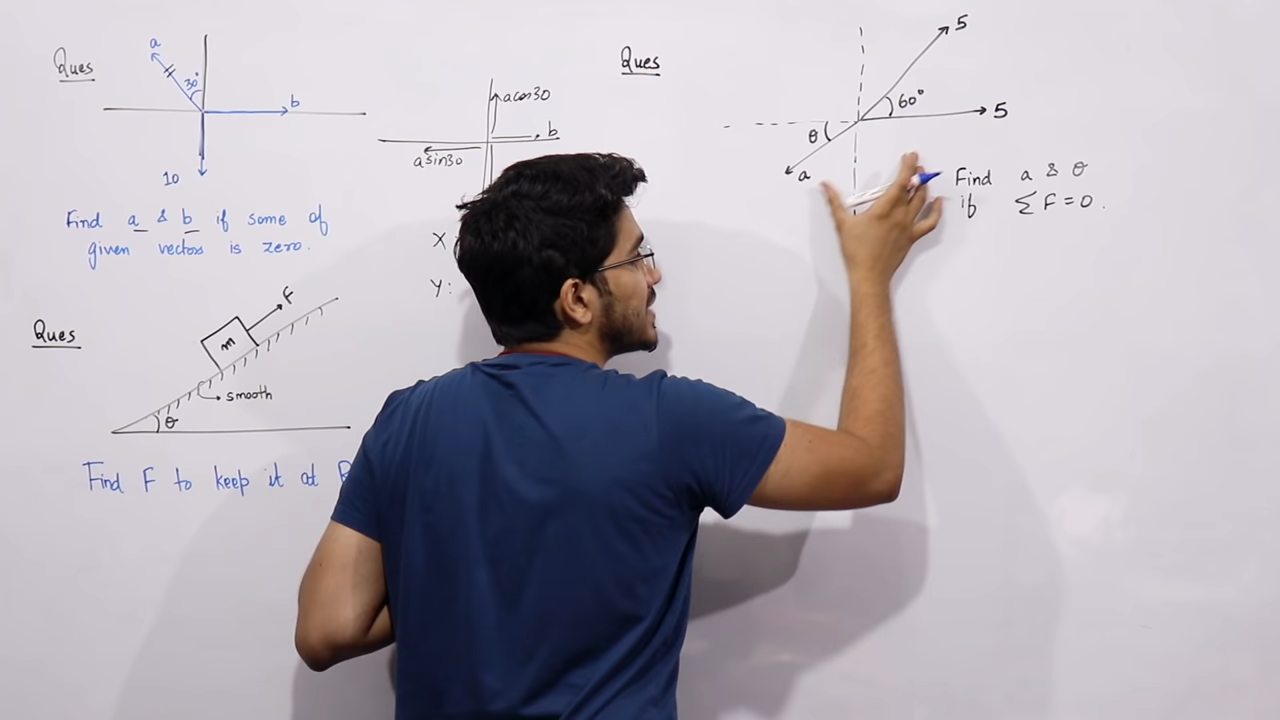 Ques
a
30°
b
10
Find a & b if some of
given vectors is zero.
acos30
b
asin30
X
Y:
Ques
F
m
smooth
θ
Find F to keep it at
Ques
5
60°
5
θ
a
Find a & θ
if ΣF=0.